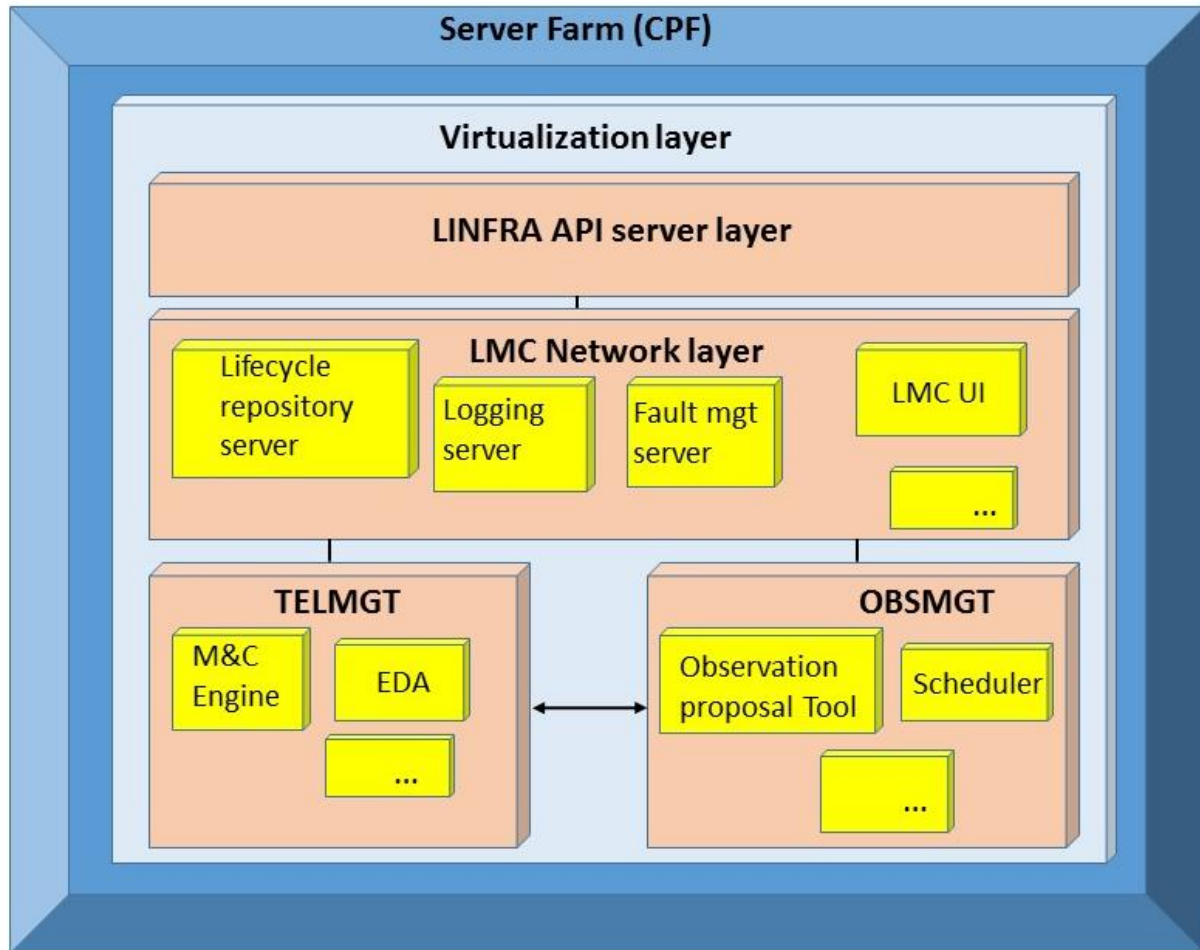 Server Farm (CPF)
Virtualization layer
LINFRA API server layer
LMC Network layer
Lifecycle
repository
server
Logging
server
Fault mgt
server
LMC UI
...
TELMGT
M&C
Engine
EDA
...
OBSMGT
Observation
proposal Tool
Scheduler
...